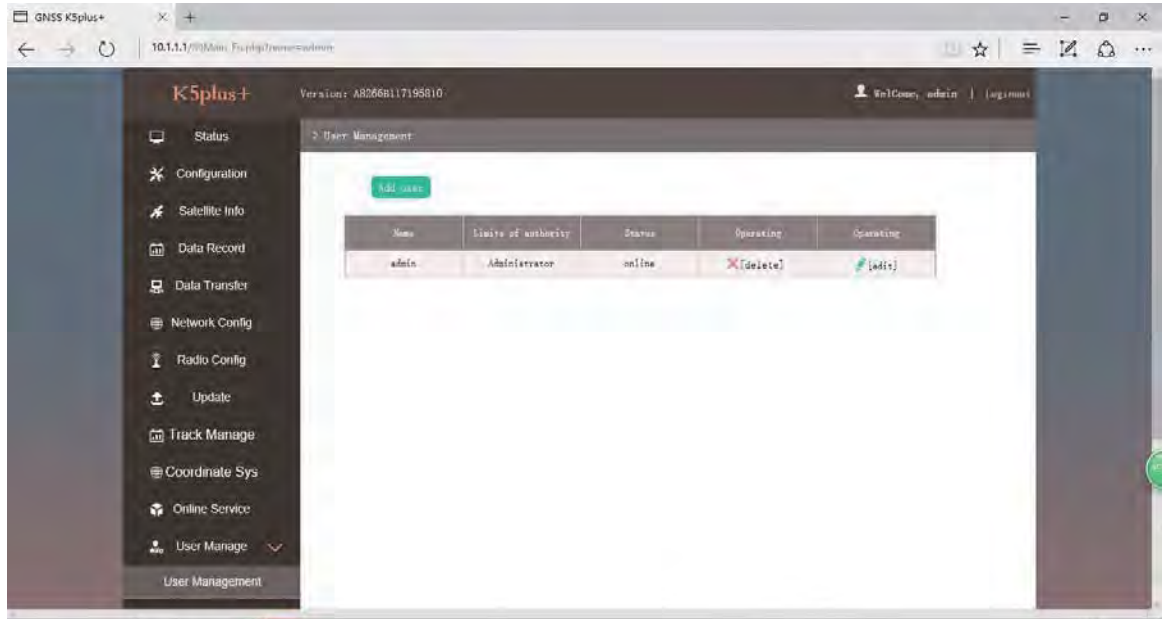 GNSS K5plus+
10.1.1.1/
K5plus+
Version: A82668117195810
WelCome, admin |
Status
> User Management
Configuration
Add user
Satellite Info
Name Limits of authority Status Operating Operating
Data Record
admin Administrator online [delete] [edit]
Data Transfer
Network Config
Radio Config
Update
Track Manage
Coordinate Sys
Online Service
User Manage
User Management